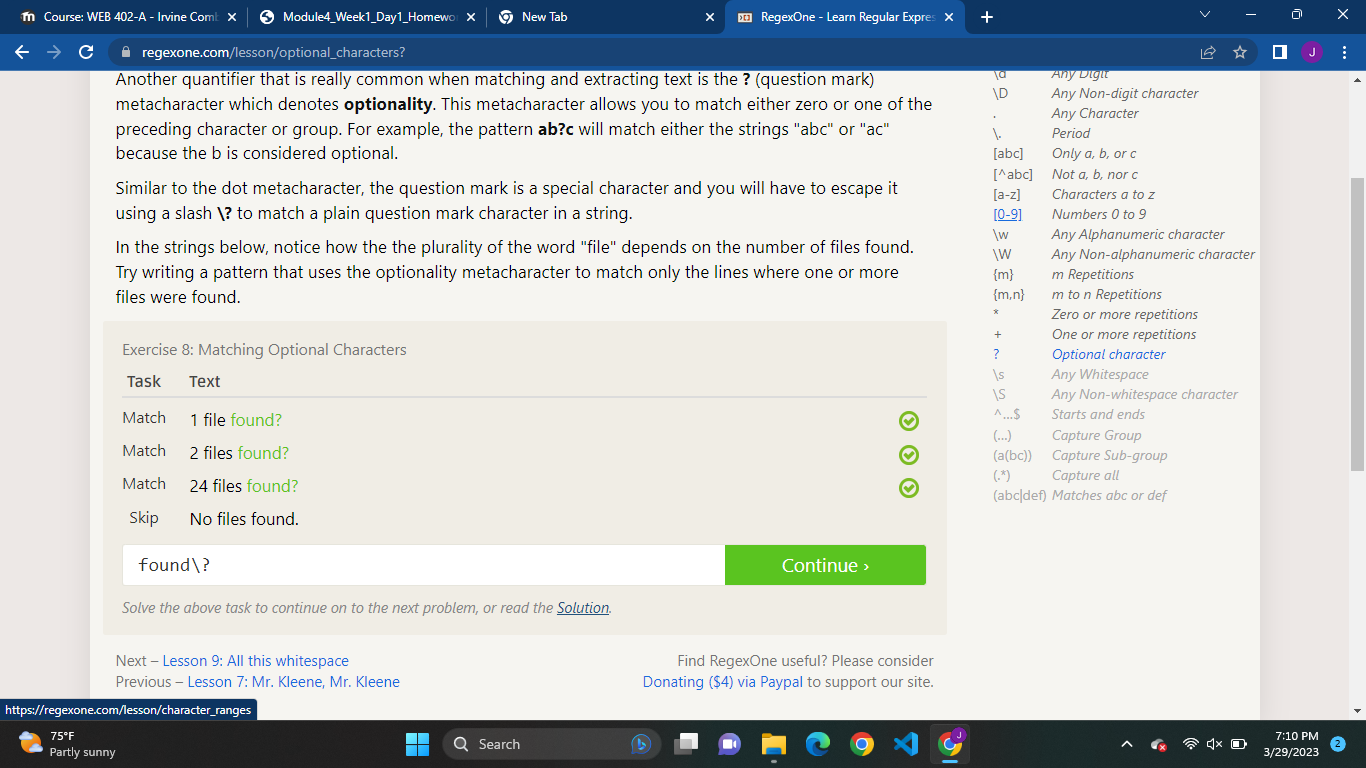 Course: WEB 402-A - Irvine Com
Module4_Week1_Day1_Homewo
New Tab
RegexOne - Learn Regular Expres
regexone.com/lesson/optional_characters?
Another quantifier that is really common when matching and extracting text is the ? (question mark)
metacharacter which denotes optionality. This metacharacter allows you to match either zero or one of the
preceding character or group. For example, the pattern ab?c will match either the strings "abc" or "ac"
because the b is considered optional.
Similar to the dot metacharacter, the question mark is a special character and you will have to escape it
using a slash \? to match a plain question mark character in a string.
In the strings below, notice how the the plurality of the word "file" depends on the number of files found.
Try writing a pattern that uses the optionality metacharacter to match only the lines where one or more
files were found.
Exercise 8: Matching Optional Characters
Task Text
Match 1 file found?
Match 2 files found?
Match 24 files found?
Skip No files found.
found\?
Continue ›
Solve the above task to continue on to the next problem, or read the Solution.
Next – Lesson 9: All this whitespace
Previous – Lesson 7: Mr. Kleene, Mr. Kleene
Find RegexOne useful? Please consider
Donating ($4) via Paypal to support our site.
\d Any Digit
\D Any Non-digit character
. Any Character
\. Period
[abc] Only a, b, or c
[^abc] Not a, b, nor c
[a-z] Characters a to z
[0-9] Numbers 0 to 9
\w Any Alphanumeric character
\W Any Non-alphanumeric character
{m} m Repetitions
{m,n} m to n Repetitions
* Zero or more repetitions
+ One or more repetitions
? Optional character
\s Any Whitespace
\S Any Non-whitespace character
^...$ Starts and ends
(...) Capture Group
(a(bc)) Capture Sub-group
(.*) Capture all
(abc|def) Matches abc or def
https://regexone.com/lesson/character_ranges
75°F
Partly sunny
Search
J
J
7:10 PM
3/29/2023
2